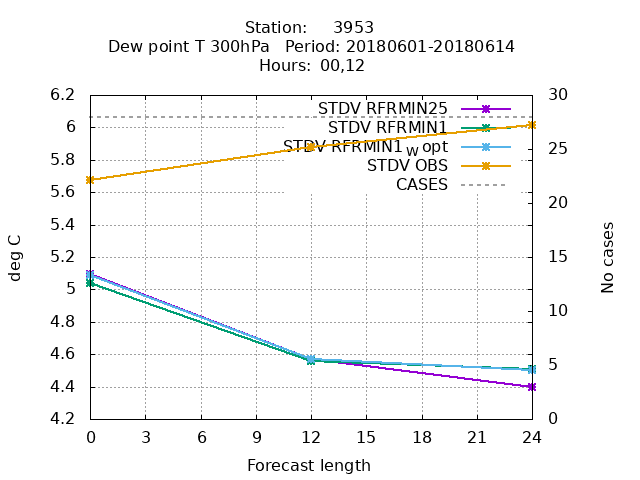 Station: 3953
Dew point T 300hPa Period: 20180601-20180614
Hours: 00,12
6.2
6
5.8
5.6
5.4
5.2
5
4.8
4.6
4.4
4.2
deg C
STDV RFRMIN25
STDV RFRMIN1
STDV RFRMIN1_W opt
STDV OBS
CASES
30
25
20
15
10
5
0
No cases
0 3 6 9 12 15 18 21 24
Forecast length